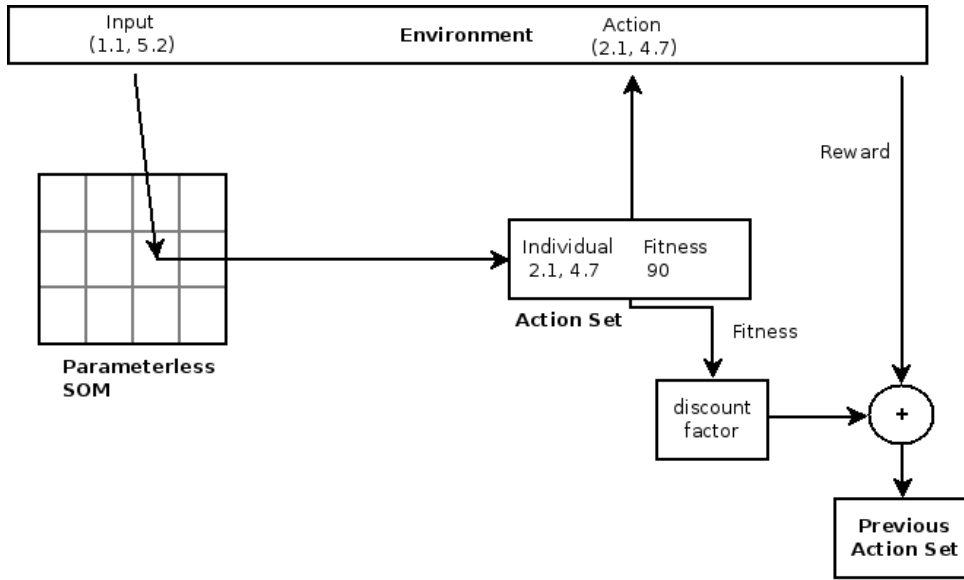 Input
(1.1, 5.2)
Environment
Action
(2.1, 4.7)
Reward
Individual Fitness
2.1, 4.7 90
Action Set
Fitness
Parameterless
SOM
discount
factor
+
Previous
Action Set